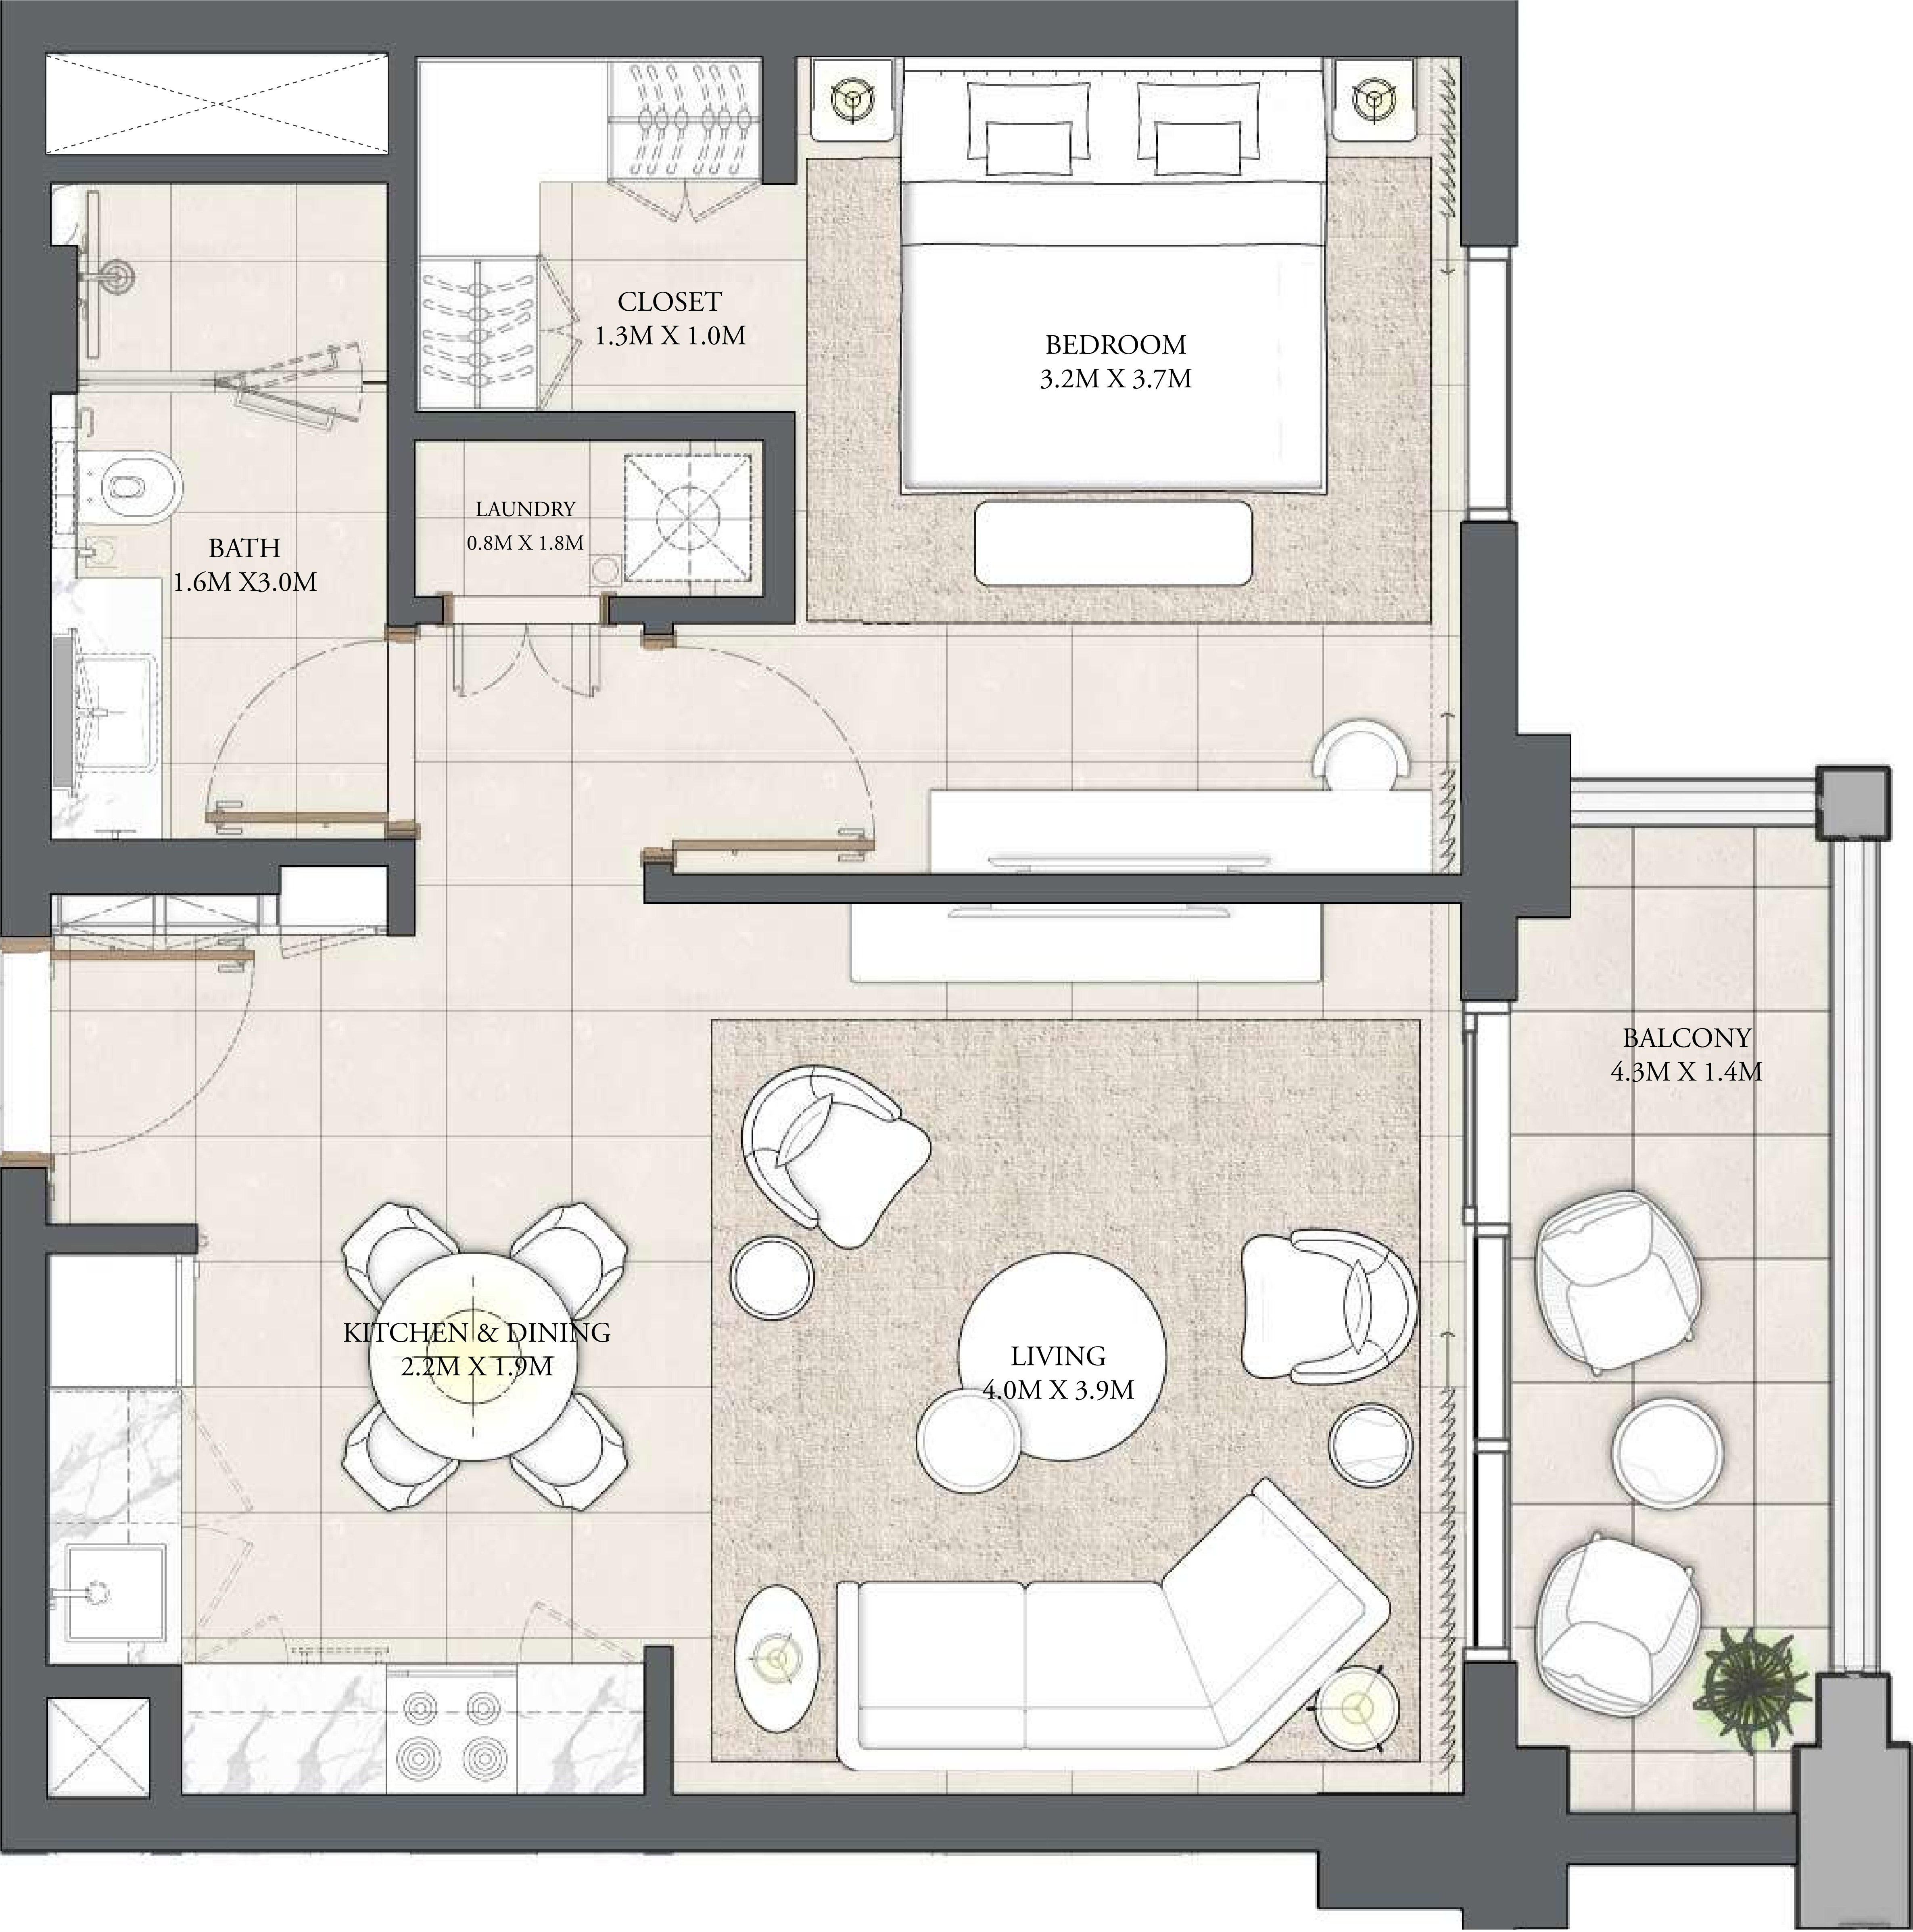 CLOSET
1.3M X 1.0M
BEDROOM
3.2M X 3.7M
LAUNDRY
0.8M X 1.8M
BATH
1.6M X3.0M
BALCONY
4.3M X 1.4M
KITCHEN & DINING
2.2M X 1.9M
LIVING
4.0M X 3.9M